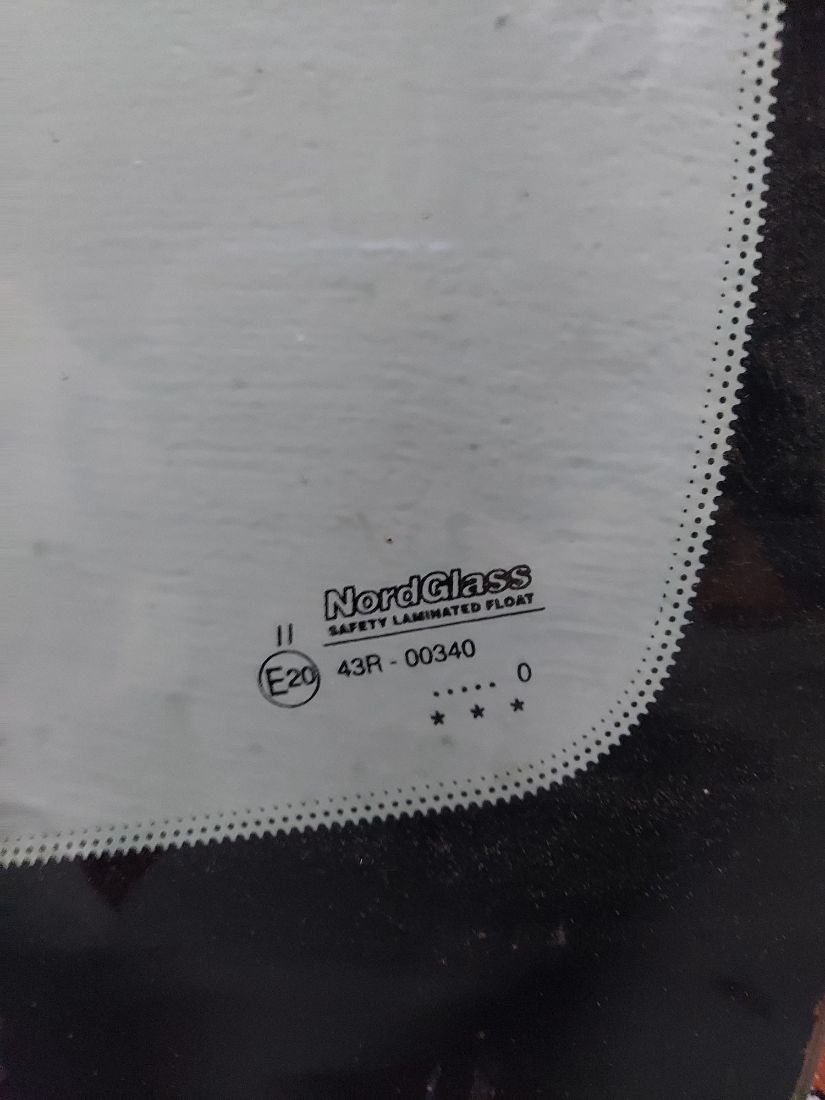 NordGlass
SAFETY LAMINATED FLOAT
II
E20 43R - 00340
..... 0
* * *